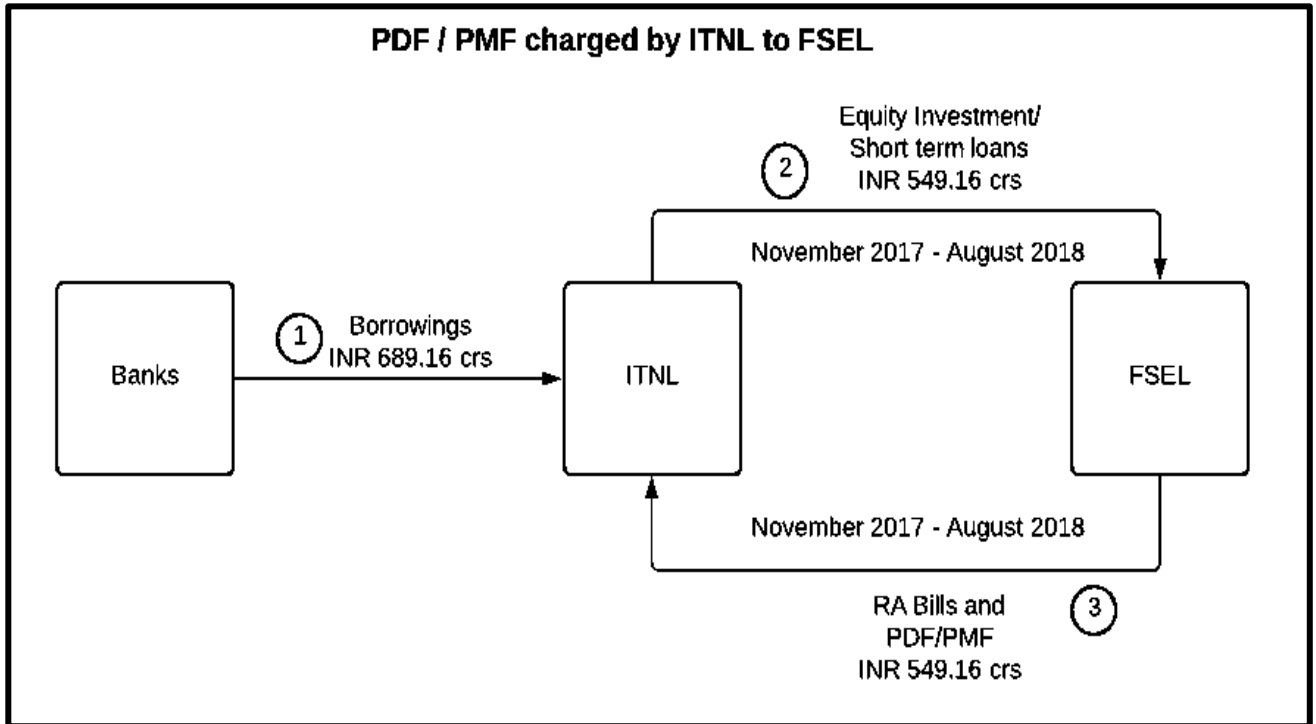 PDF / PMF charged by ITNL to FSEL
Equity Investment/
Short term loans
INR 549.16 crs
2
November 2017 - August 2018
1
Borrowings
INR 689.16 crs
Banks
ITNL
FSEL
November 2017 - August 2018
RA Bills and
PDF/PMF
INR 549.16 crs
3